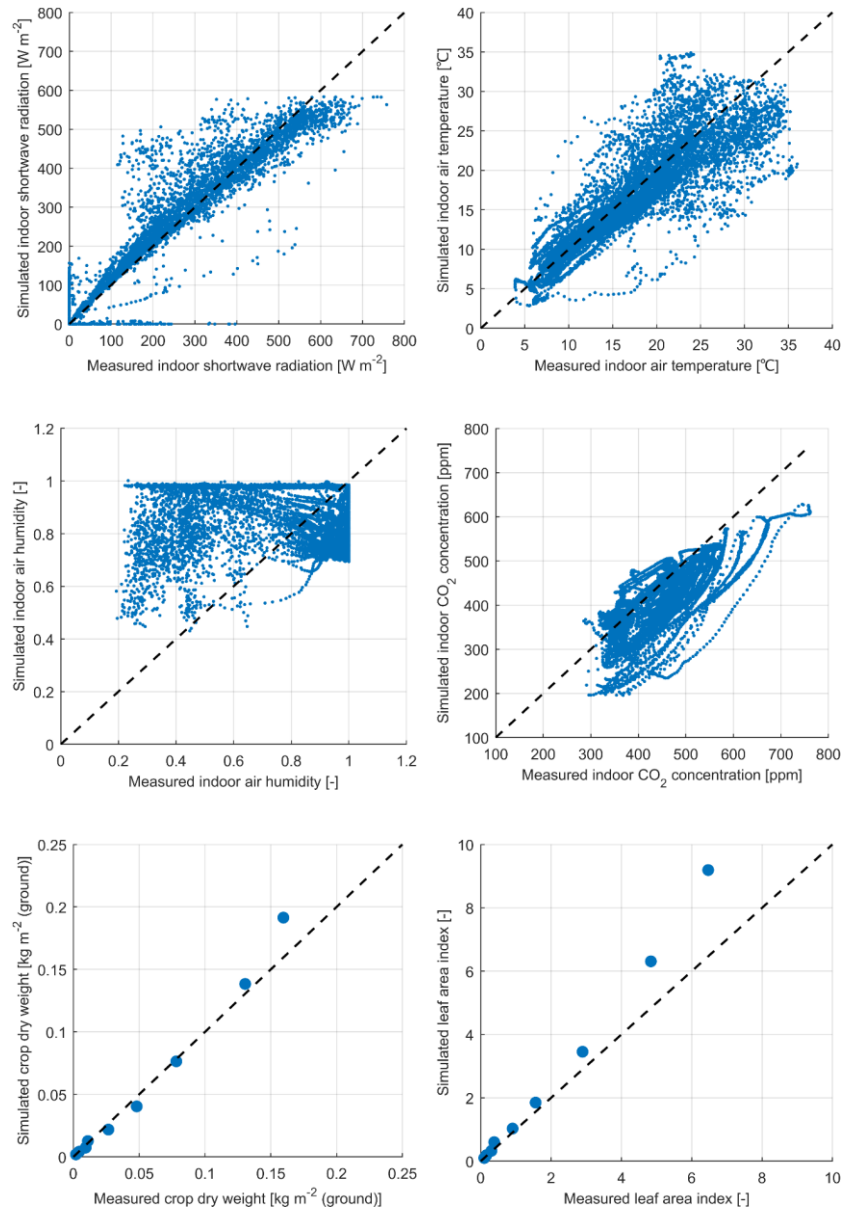 Simulated indoor shortwave radiation [W m⁻²]
800
700
600
500
400
300
200
100
0
0 100 200 300 400 500 600 700 800
Measured indoor shortwave radiation [W m⁻²]
Simulated indoor air temperature [℃]
40
35
30
25
20
15
10
5
0
0 5 10 15 20 25 30 35 40
Measured indoor air temperature [℃]
Simulated indoor air humidity [-]
1.2
1
0.8
0.6
0.4
0.2
0
0 0.2 0.4 0.6 0.8 1 1.2
Measured indoor air humidity [-]
Simulated indoor CO₂ concentration [ppm]
800
700
600
500
400
300
200
100
100 200 300 400 500 600 700 800
Measured indoor CO₂ concentration [ppm]
Simulated crop dry weight [kg m⁻² (ground)]
0.25
0.2
0.15
0.1
0.05
0
0 0.05 0.1 0.15 0.2 0.25
Measured crop dry weight [kg m⁻² (ground)]
Simulated leaf area index [-]
10
8
6
4
2
0
0 2 4 6 8 10
Measured leaf area index [-]